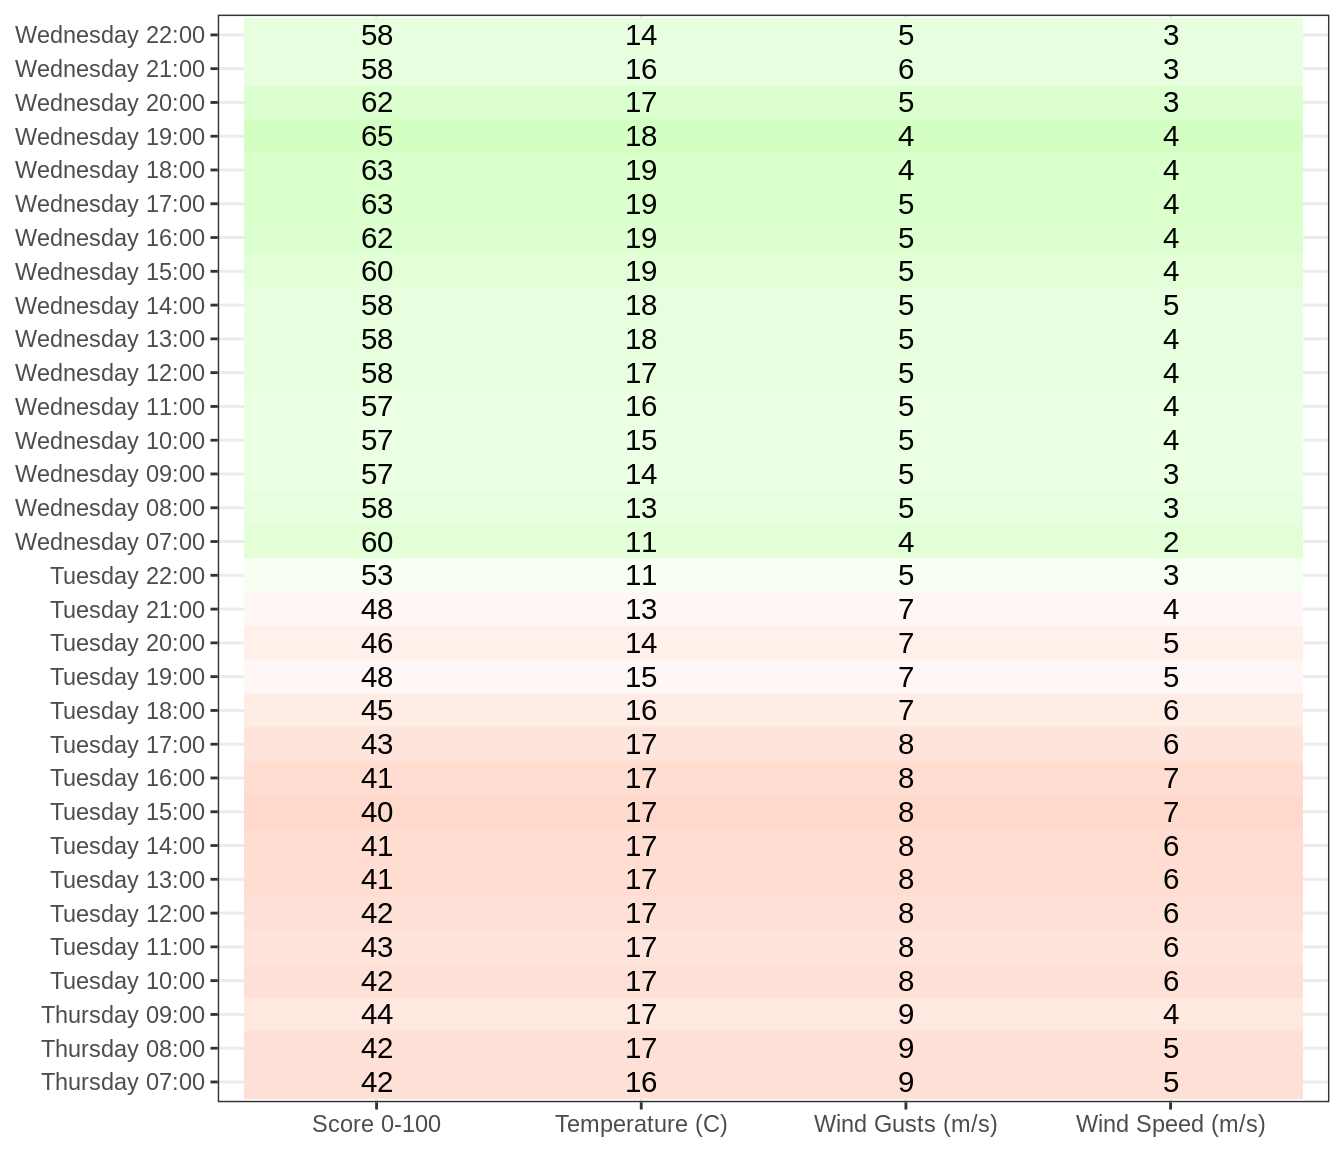 Wednesday 22:00 58 14 5 3
Wednesday 21:00 58 16 6 3
Wednesday 20:00 62 17 5 3
Wednesday 19:00 65 18 4 4
Wednesday 18:00 63 19 4 4
Wednesday 17:00 63 19 5 4
Wednesday 16:00 62 19 5 4
Wednesday 15:00 60 19 5 4
Wednesday 14:00 58 18 5 5
Wednesday 13:00 58 18 5 4
Wednesday 12:00 58 17 5 4
Wednesday 11:00 57 16 5 4
Wednesday 10:00 57 15 5 4
Wednesday 09:00 57 14 5 3
Wednesday 08:00 58 13 5 3
Wednesday 07:00 60 11 4 2
Tuesday 22:00 53 11 5 3
Tuesday 21:00 48 13 7 4
Tuesday 20:00 46 14 7 5
Tuesday 19:00 48 15 7 5
Tuesday 18:00 45 16 7 6
Tuesday 17:00 43 17 8 6
Tuesday 16:00 41 17 8 7
Tuesday 15:00 40 17 8 7
Tuesday 14:00 41 17 8 6
Tuesday 13:00 41 17 8 6
Tuesday 12:00 42 17 8 6
Tuesday 11:00 43 17 8 6
Tuesday 10:00 42 17 8 6
Thursday 09:00 44 17 9 4
Thursday 08:00 42 17 9 5
Thursday 07:00 42 16 9 5
Score 0-100 Temperature (C) Wind Gusts (m/s) Wind Speed (m/s)